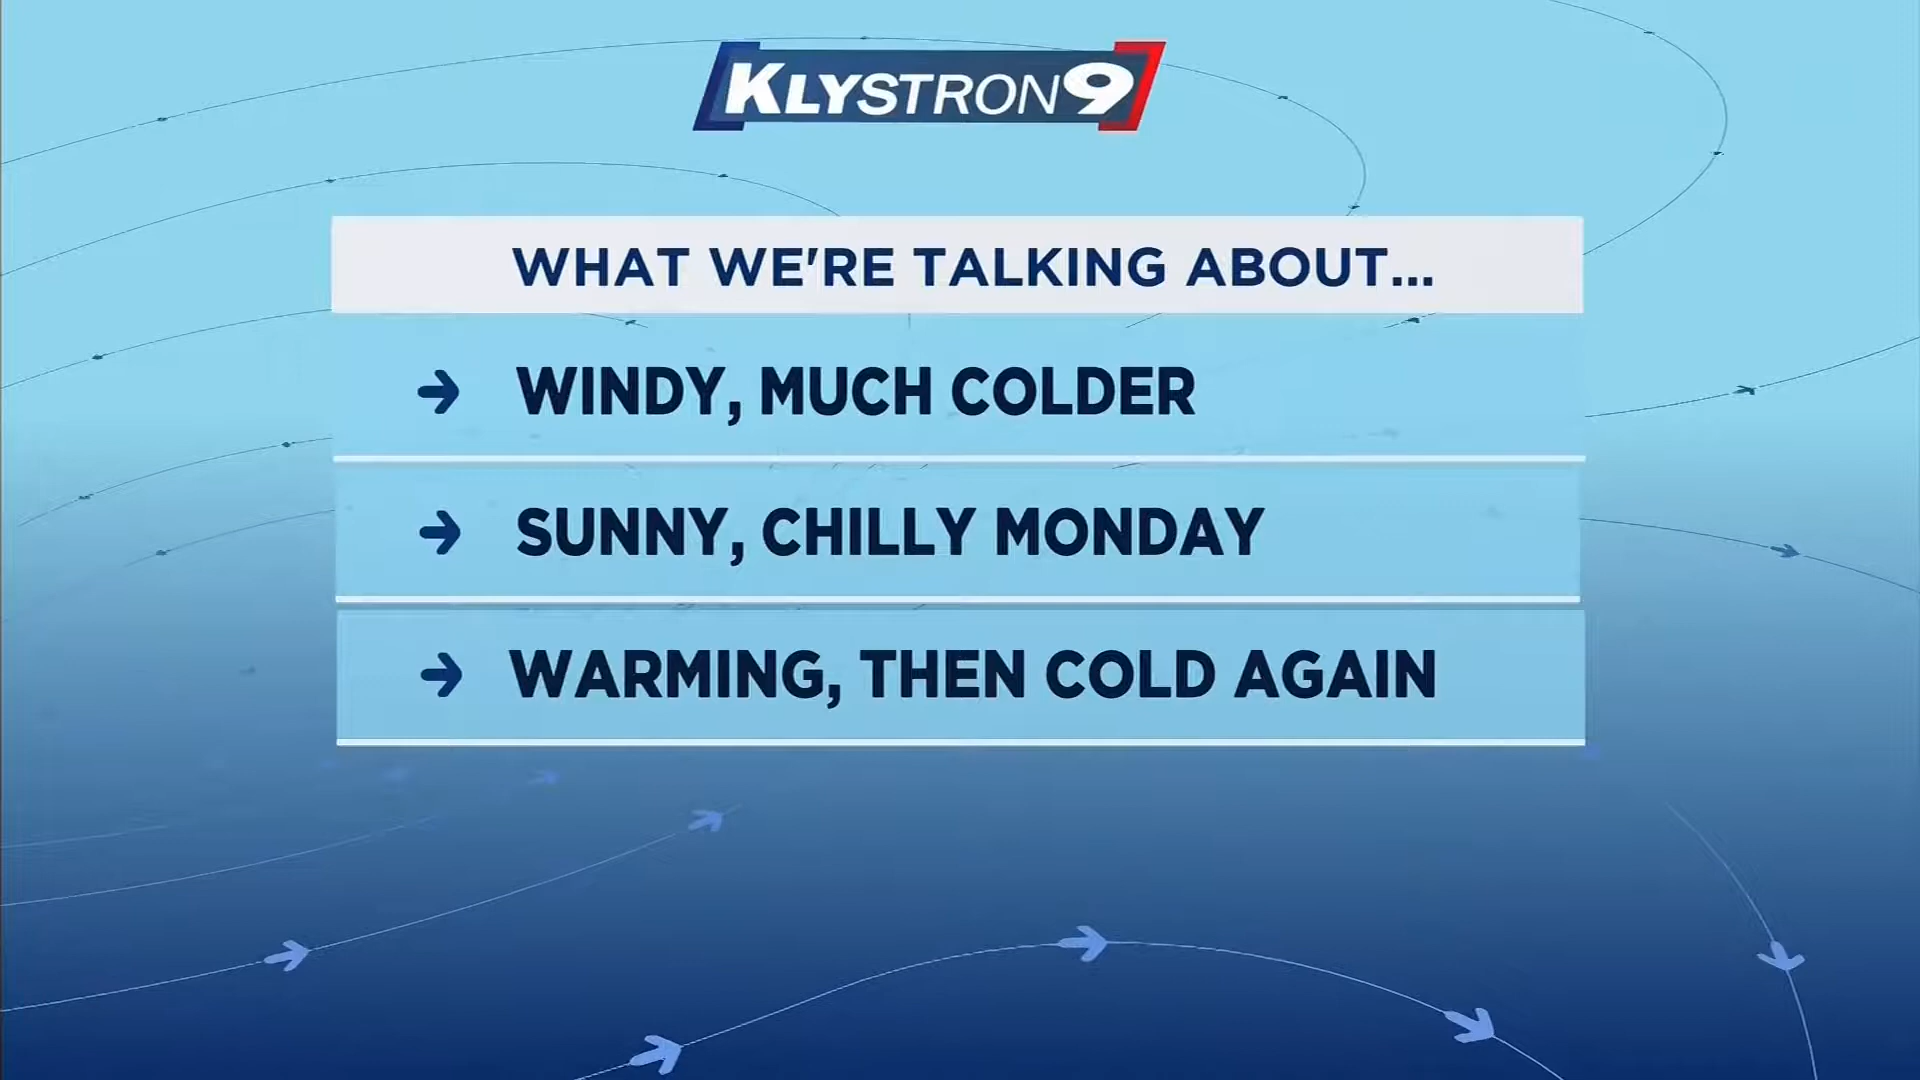 KLYSTRON9
WHAT WE'RE TALKING ABOUT...
WINDY, MUCH COLDER
SUNNY, CHILLY MONDAY
WARMING, THEN COLD AGAIN